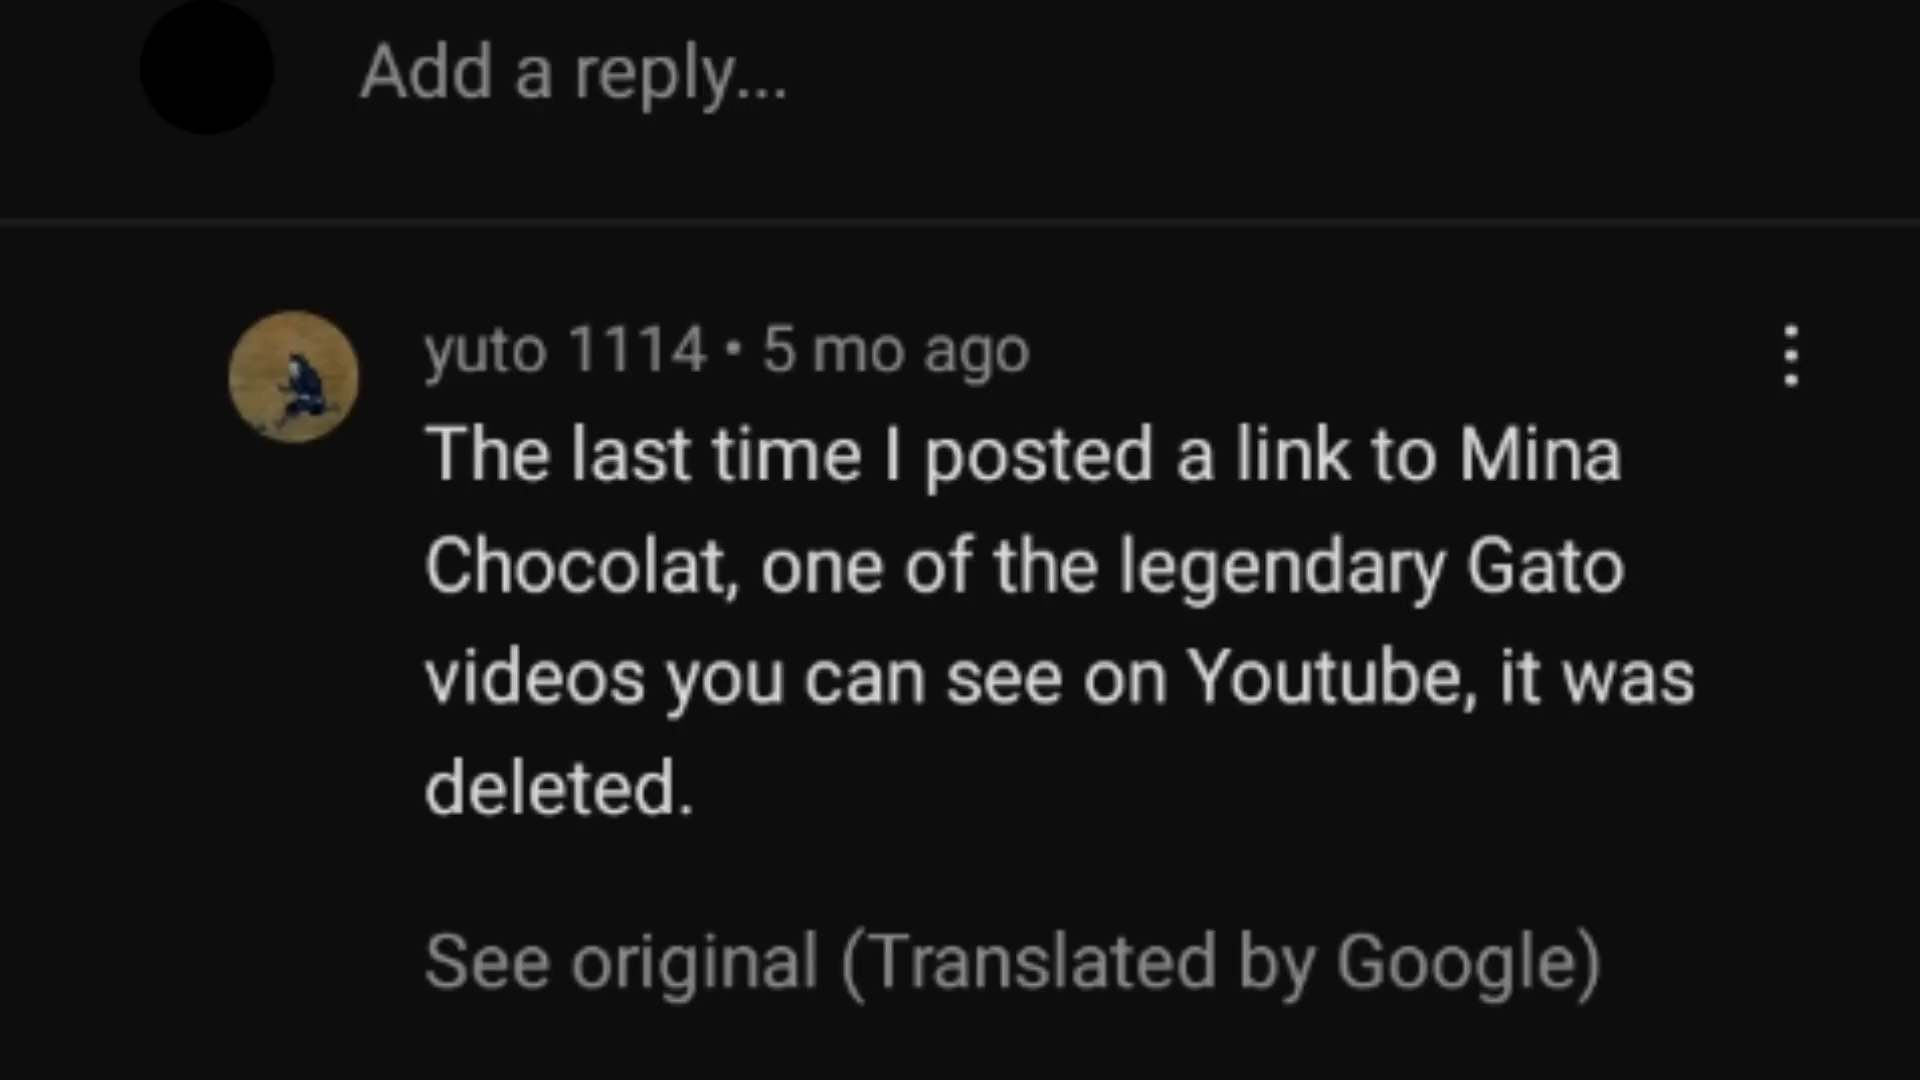 Add a reply...
yuto 1114 • 5 mo ago
The last time I posted a link to Mina
Chocolat, one of the legendary Gato
videos you can see on Youtube, it was
deleted.
See original (Translated by Google)